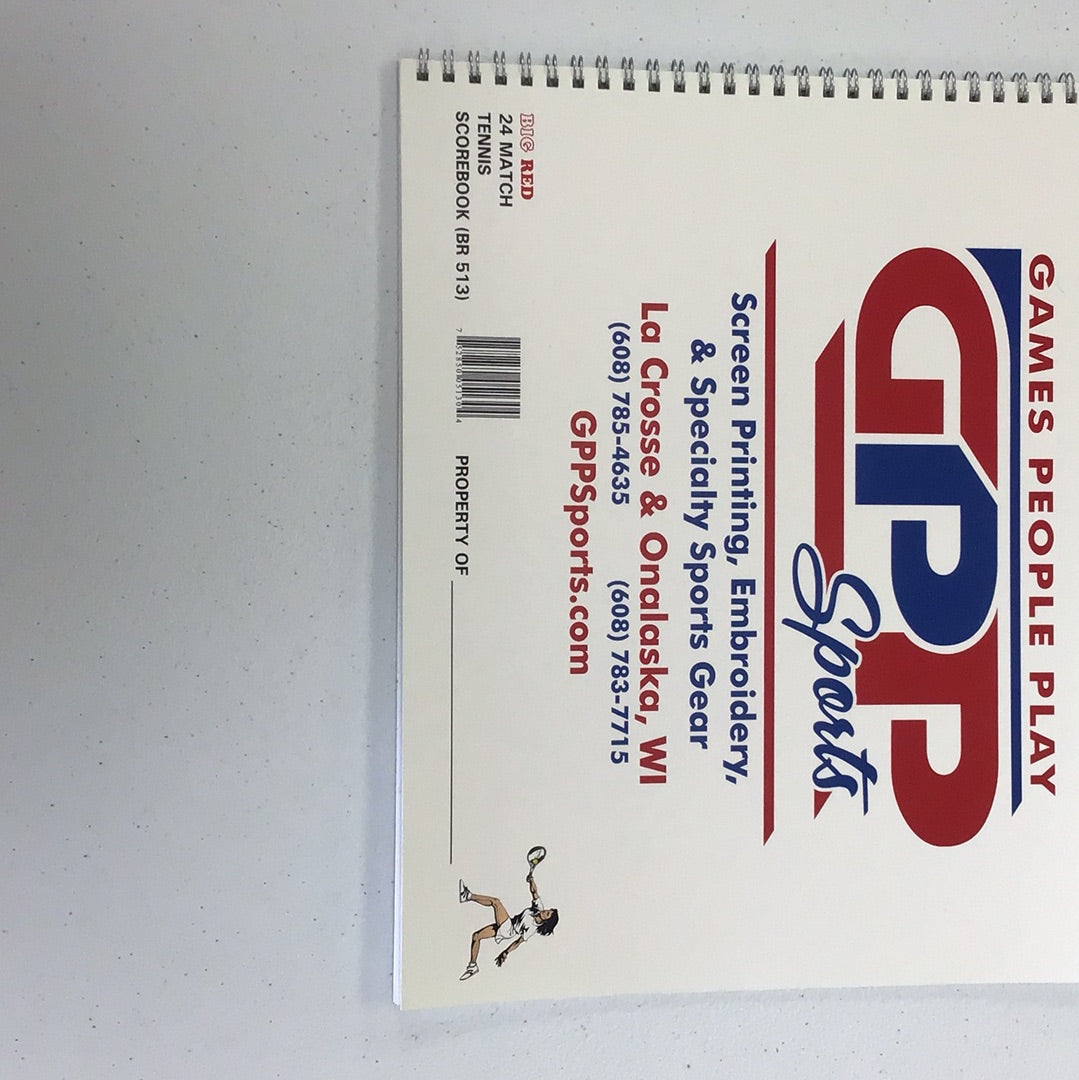 GAMES PEOPLE PLAY
GPP
Sports
Screen Printing, Embroidery,
& Specialty Sports Gear
La Crosse & Onalaska, WI
(608) 785-4635 (608) 783-7715
GPPSports.com
BIG RED
24 MATCH
TENNIS
SCOREBOOK (BR 513)
PROPERTY OF